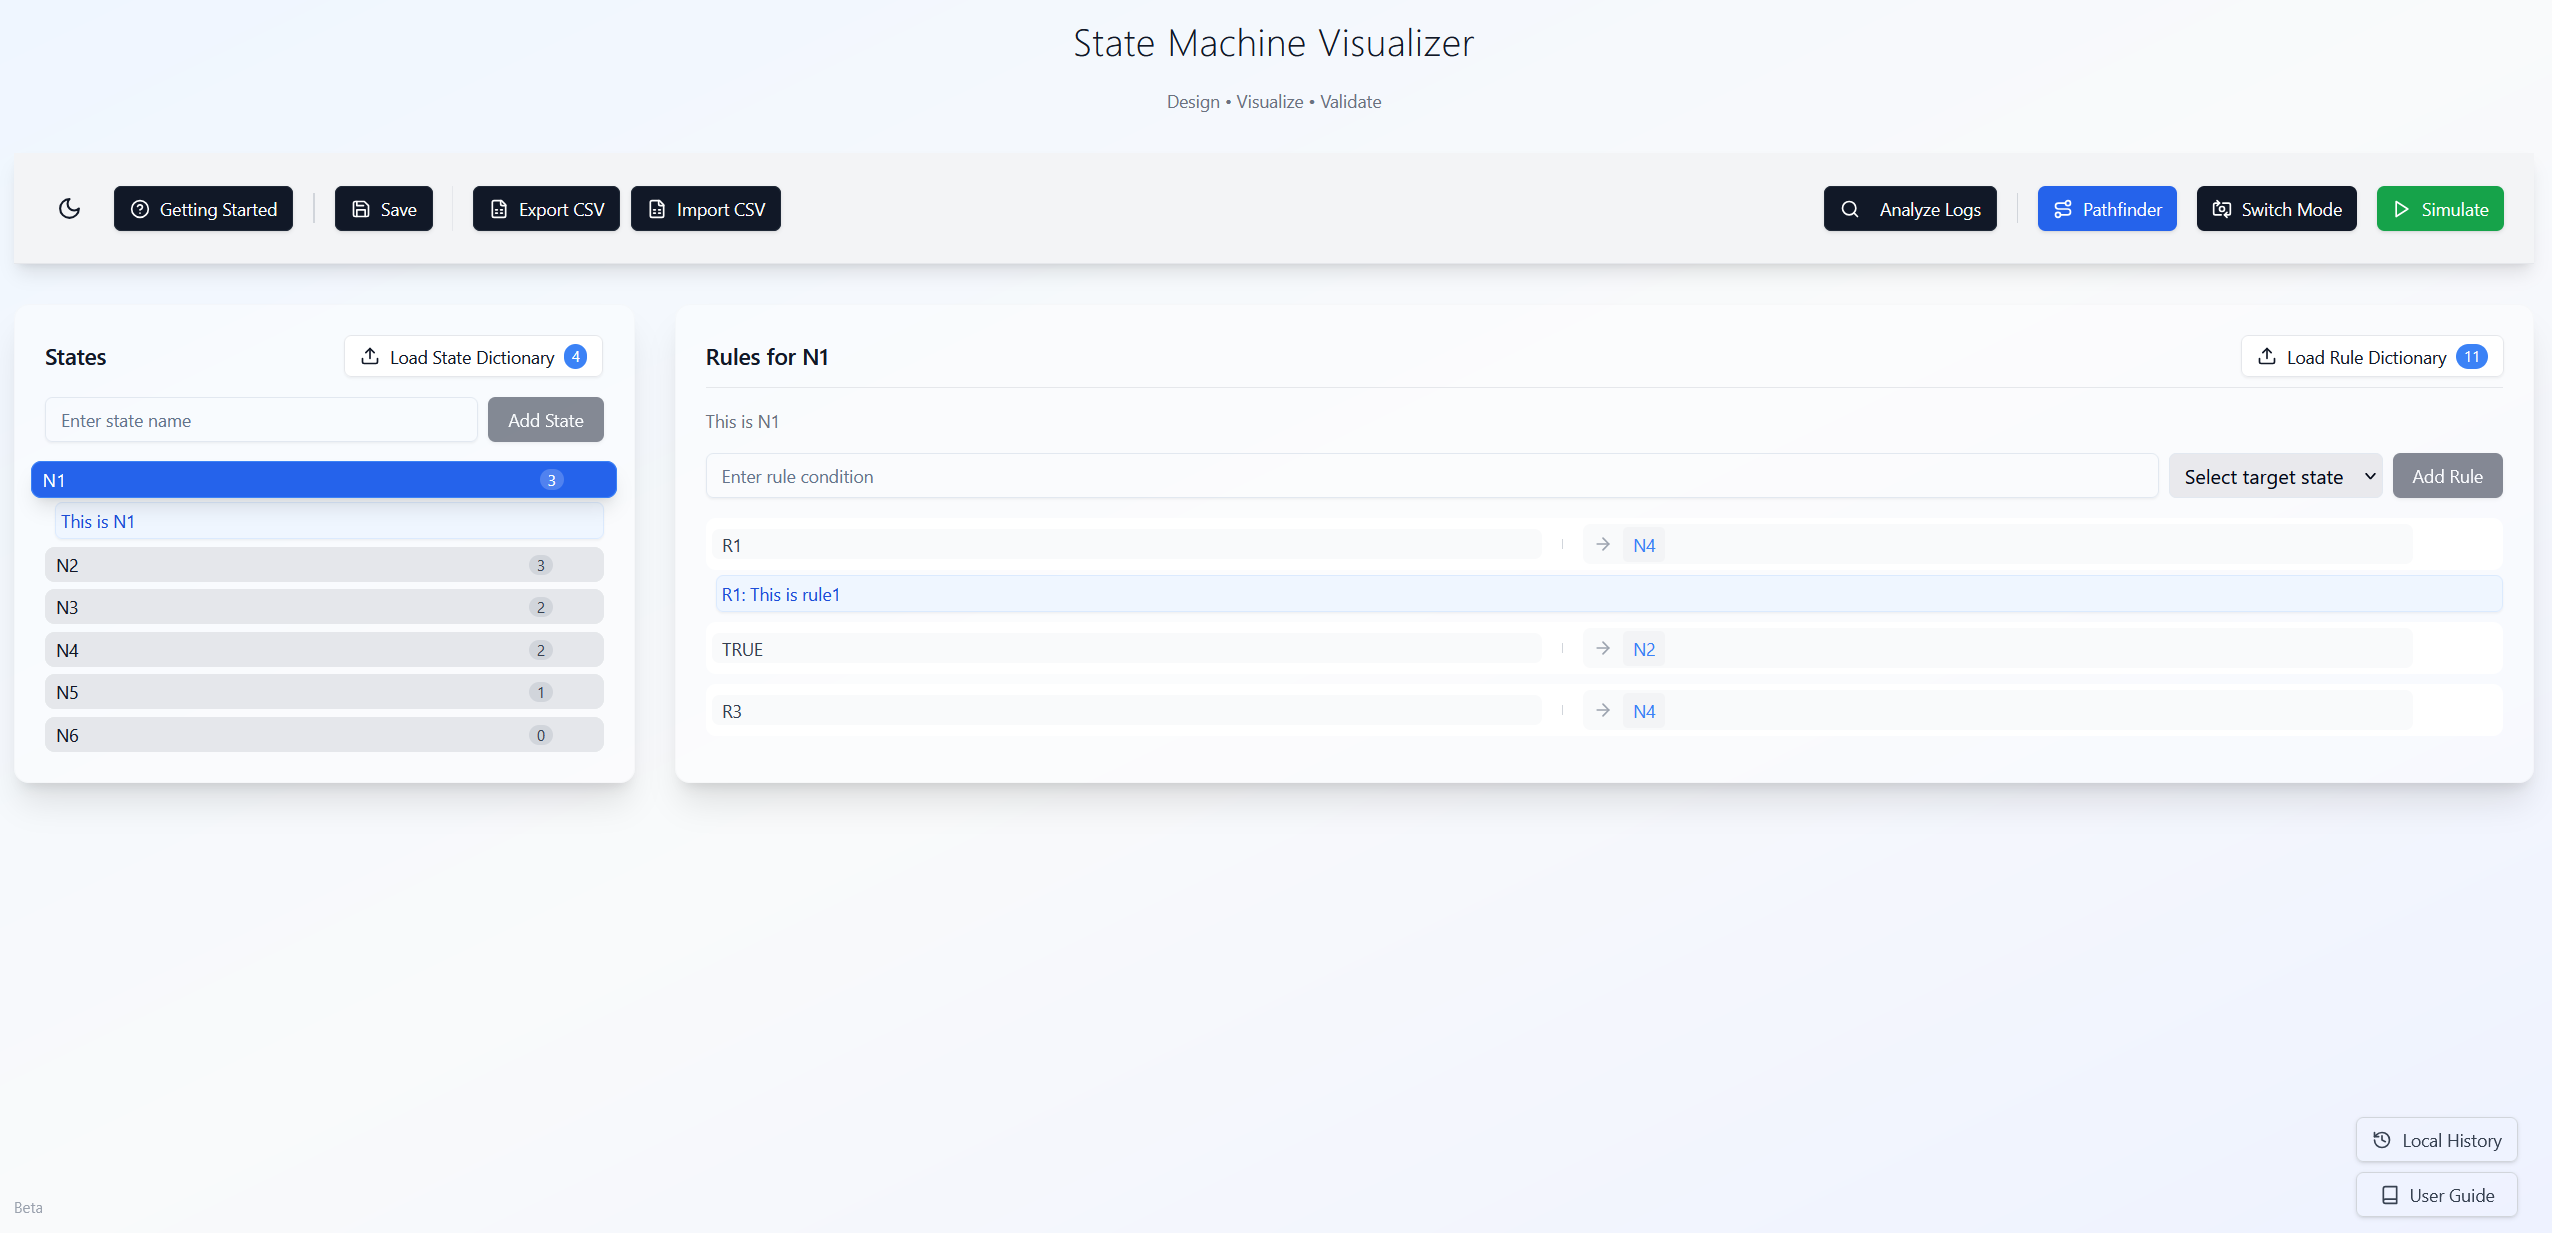 State Machine Visualizer
Design • Visualize • Validate
Getting Started
Save
Export CSV
Import CSV
Analyze Logs
Pathfinder
Switch Mode
Simulate
States
Load State Dictionary 4
Enter state name
Add State
N1 3
This is N1
N2 3
N3 2
N4 2
N5 1
N6 0
Rules for N1
Load Rule Dictionary 11
This is N1
Enter rule condition
Select target state
Add Rule
R1 → N4
R1: This is rule1
TRUE → N2
R3 → N4
Local History
User Guide
Beta